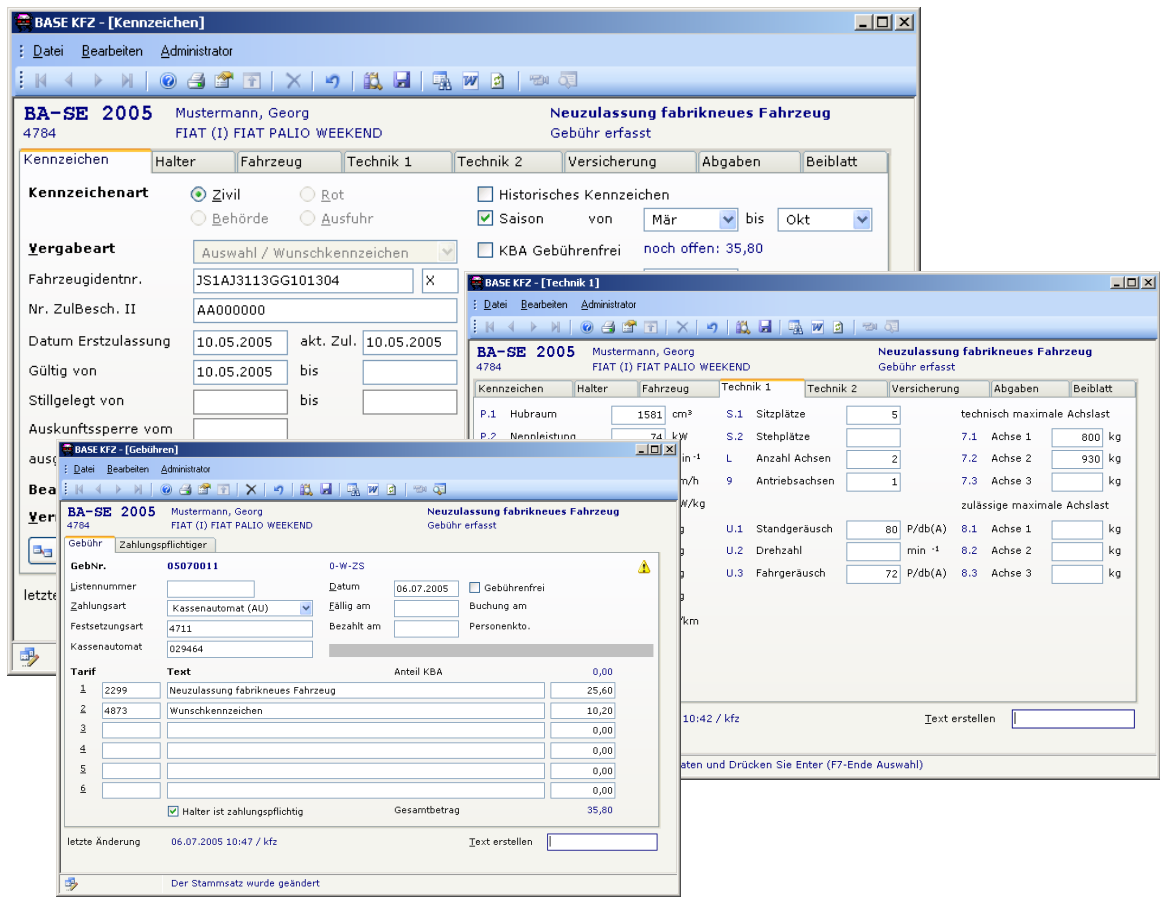 BASE KFZ - [Kennzeichen]
Datei Bearbeiten Administrator
BA-SE 2005 Mustermann, Georg Neuzulassung fabrikneues Fahrzeug
4784 FIAT (I) FIAT PALIO WEEKEND Gebühr erfasst
Kennzeichen Halter Fahrzeug Technik 1 Technik 2 Versicherung Abgaben Beiblatt
Kennzeichenart Zivil Rot Historisches Kennzeichen
Behörde Ausfuhr Saison von Mär bis Okt
Vergabeart Auswahl / Wunschkennzeichen KBA Gebührenfrei noch offen: 35,80
Fahrzeugidentnr. JS1AJ3113GG101304 X
Nr. ZulBesch. II AA000000
Datum Erstzulassung 10.05.2005 akt. Zul. 10.05.2005
Gültig von 10.05.2005 bis
Stillgelegt von bis
Auskunftssperre vom
Bea
letzte
BASE KFZ - [Technik 1]
Datei Bearbeiten Administrator
BA-SE 2005 Mustermann, Georg Neuzulassung fabrikneues Fahrzeug
4784 FIAT (I) FIAT PALIO WEEKEND Gebühr erfasst
Kennzeichen Halter Fahrzeug Technik 1 Technik 2 Versicherung Abgaben Beiblatt
P.1 Hubraum 1581 cm³ S.1 Sitzplätze 5 technisch maximale Achslast
P.2 Nennleistung 74 kW S.2 Stehplätze 7.1 Achse 1 800 kg
in -1 L Anzahl Achsen 2 7.2 Achse 2 930 kg
m/h 9 Antriebsachsen 1 7.3 Achse 3 kg
W/kg zulässige maximale Achslast
U.1 Standgeräusch 80 P/db(A) 8.1 Achse 1 kg
U.2 Drehzahl min -1 8.2 Achse 2 kg
U.3 Fahrgeräusch 72 P/db(A) 8.3 Achse 3 kg
/km
10:42 / kfz Text erstellen
aten und Drücken Sie Enter (F7-Ende Auswahl)
BASE KFZ - [Gebühren]
Datei Bearbeiten Administrator
BA-SE 2005 Mustermann, Georg Neuzulassung fabrikneues Fahrzeug
4784 FIAT (I) FIAT PALIO WEEKEND Gebühr erfasst
Gebühr Zahlungspflichtiger
GebNr. 05070011 0-W-ZS
Listennummer Datum 06.07.2005 Gebührenfrei
Zahlungsart Kassenautomat (AU) Fällig am Buchung am
Festsetzungsart 4711 Bezahlt am Personenkto.
Kassenautomat 029464
Tarif Text Anteil KBA 0,00
1 2299 Neuzulassung fabrikneues Fahrzeug 25,60
2 4873 Wunschkennzeichen 10,20
3 0,00
4 0,00
5 0,00
6 0,00
Halter ist zahlungspflichtig Gesamtbetrag 35,80
letzte Änderung 06.07.2005 10:47 / kfz Text erstellen
Der Stammsatz wurde geändert